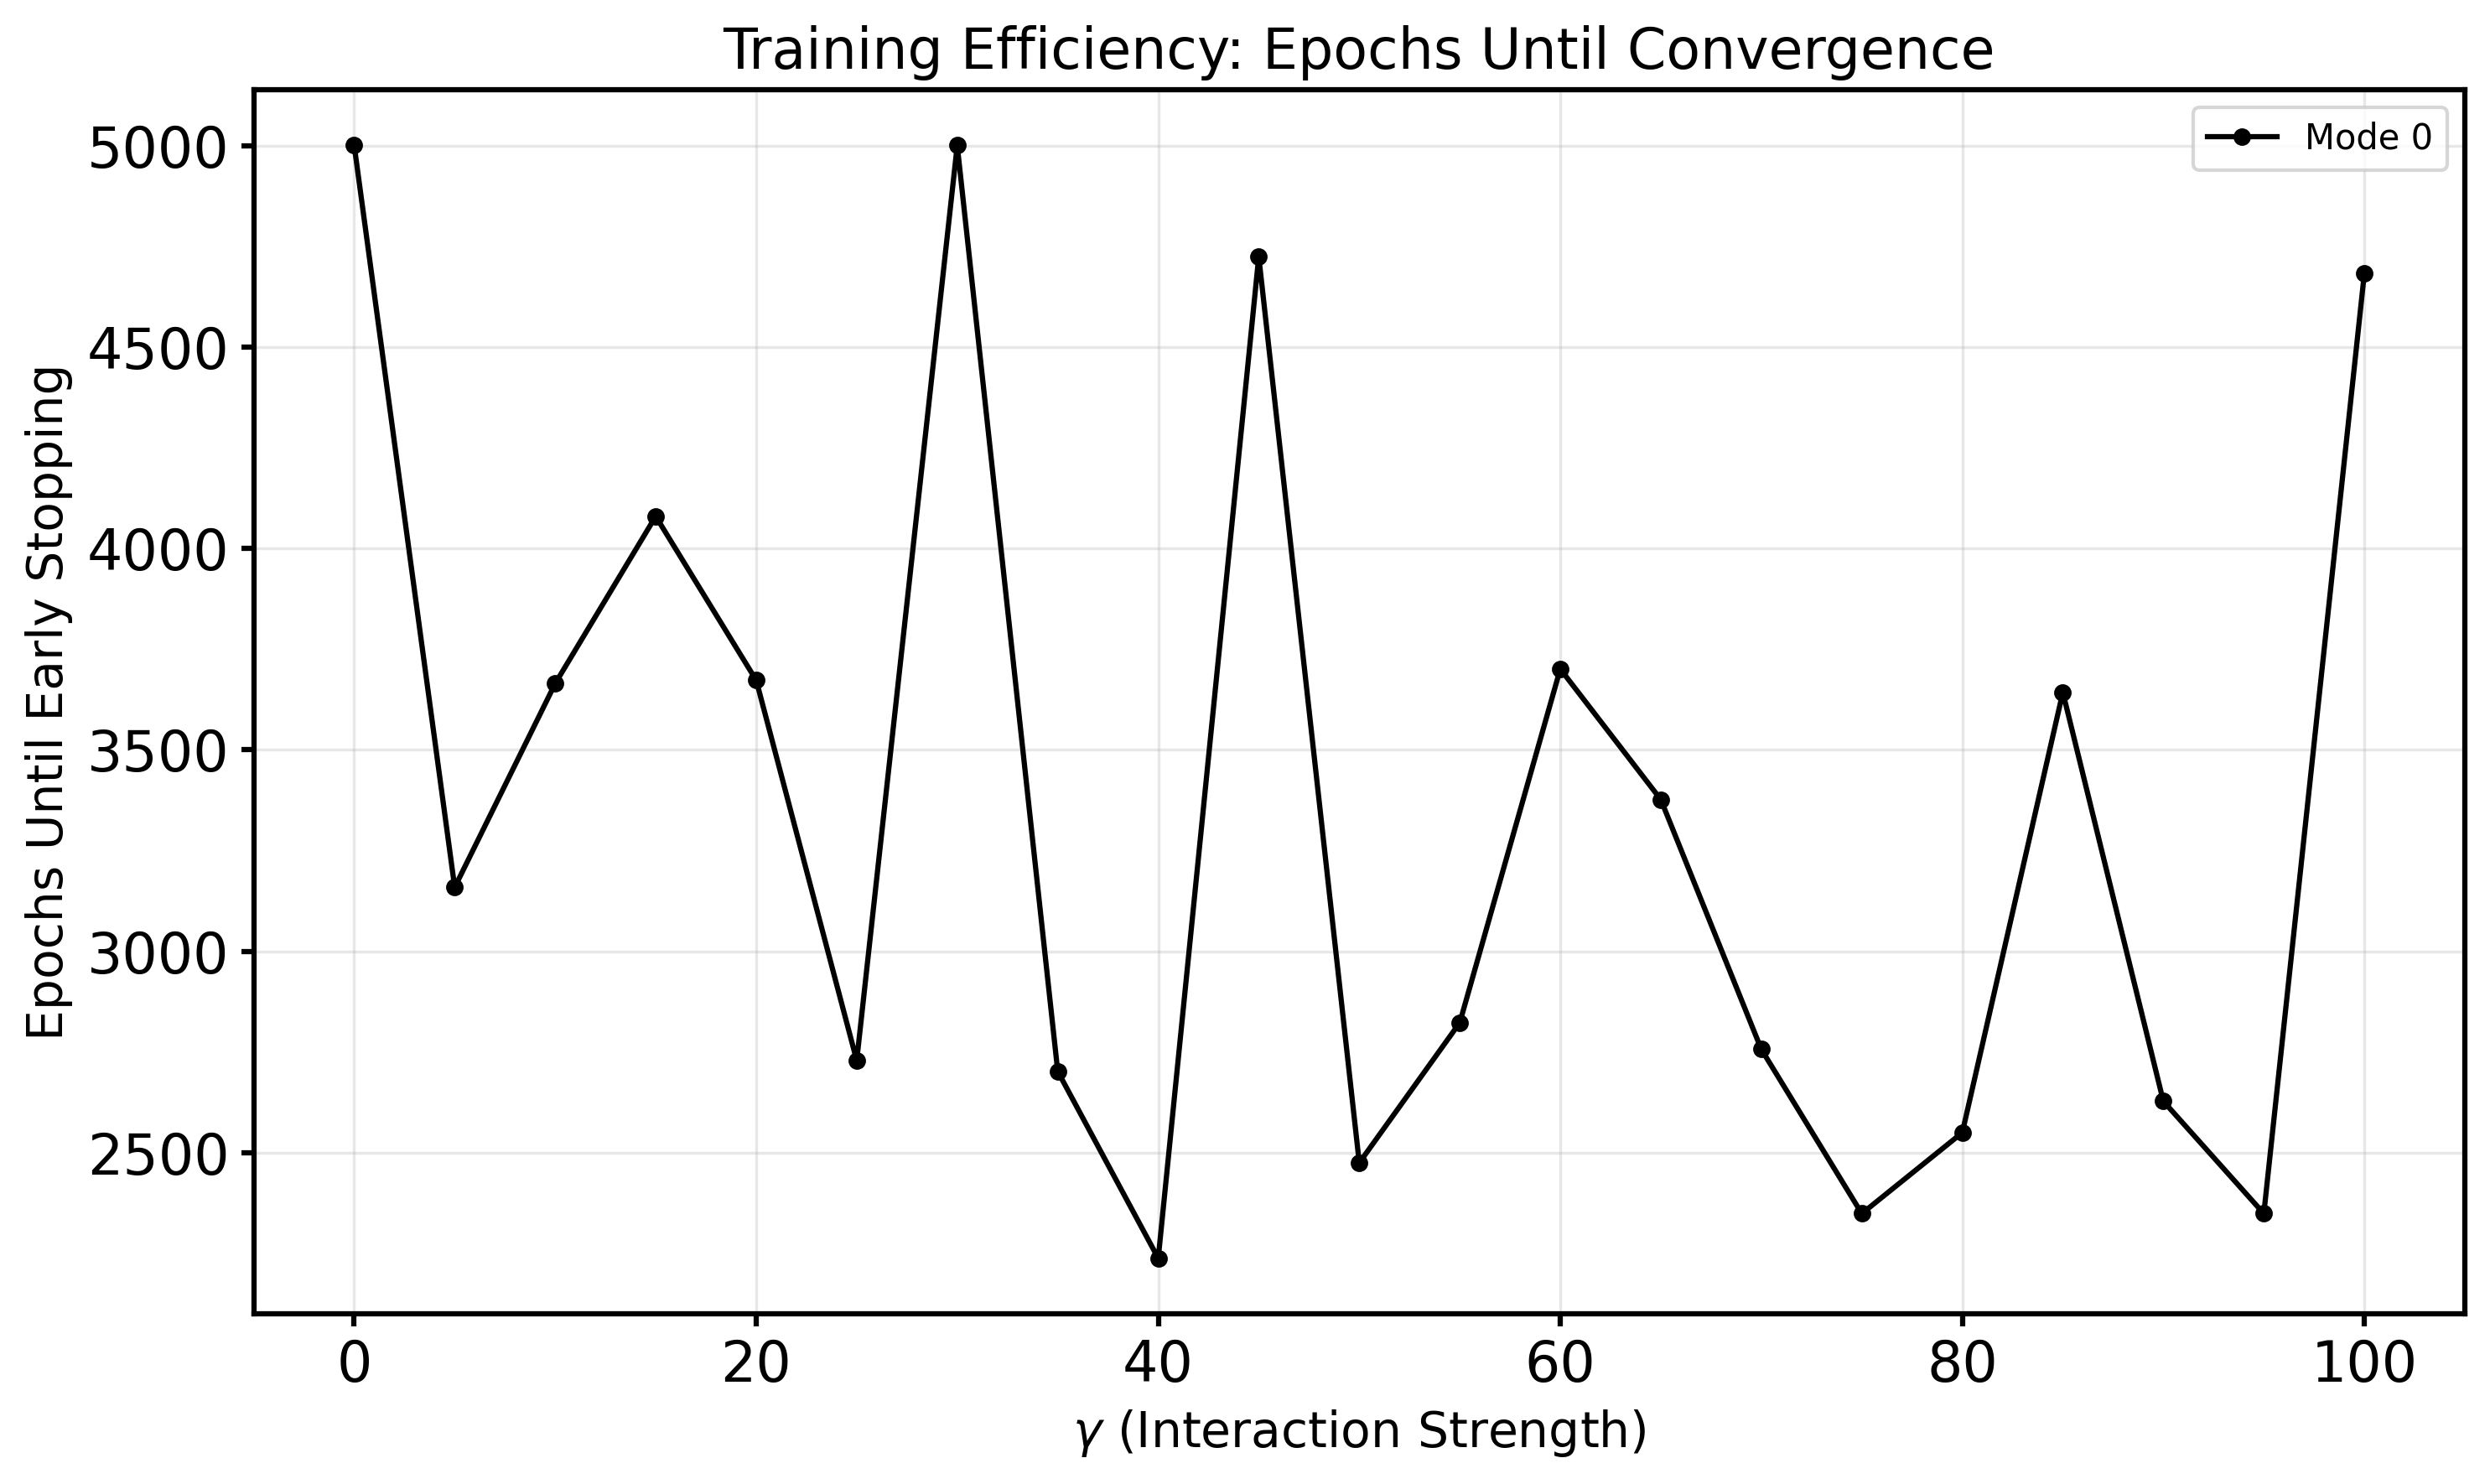 Training Efficiency: Epochs Until Convergence
Mode 0
Epochs Until Early Stopping
5000
4500
4000
3500
3000
2500
0 20 40 60 80 100
γ (Interaction Strength)